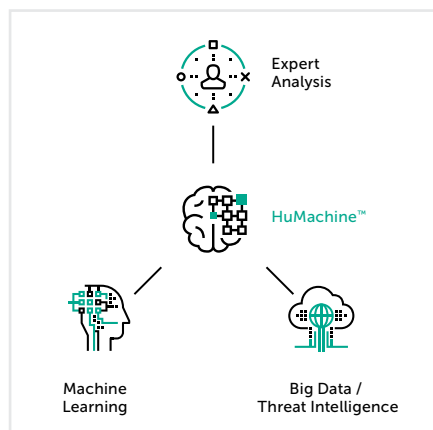 Expert
Analysis
HuMachine™
Machine
Learning
Big Data /
Threat Intelligence